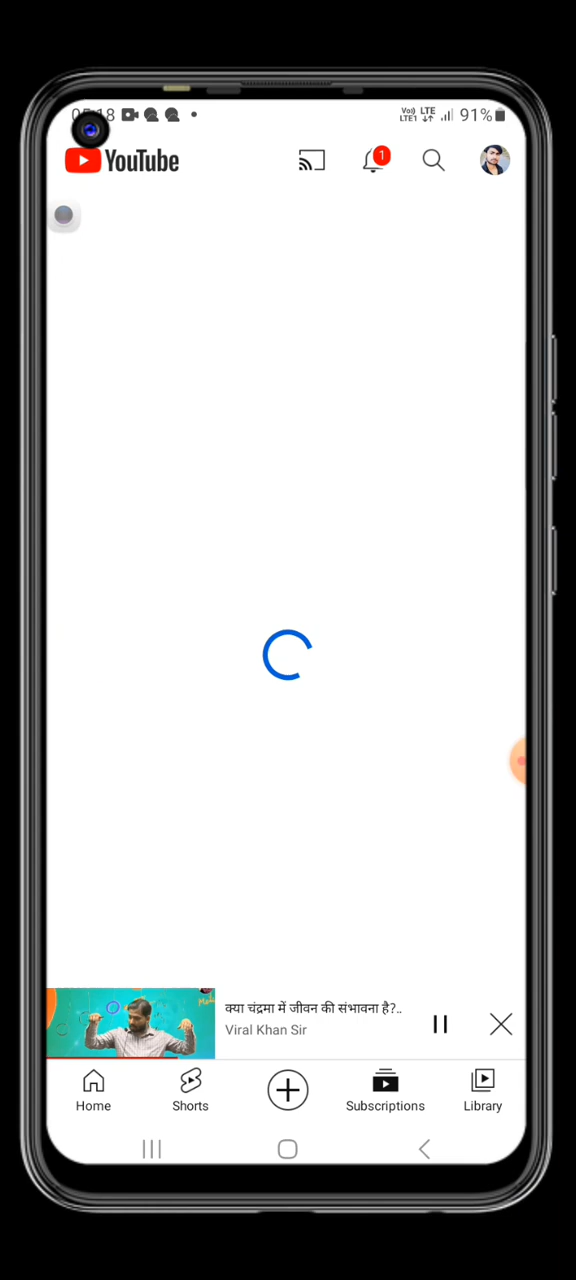 91%
YouTube
1
क्या चंद्रमा में जीवन की संभावना है?..
Viral Khan Sir
Home
Shorts
Subscriptions
Library